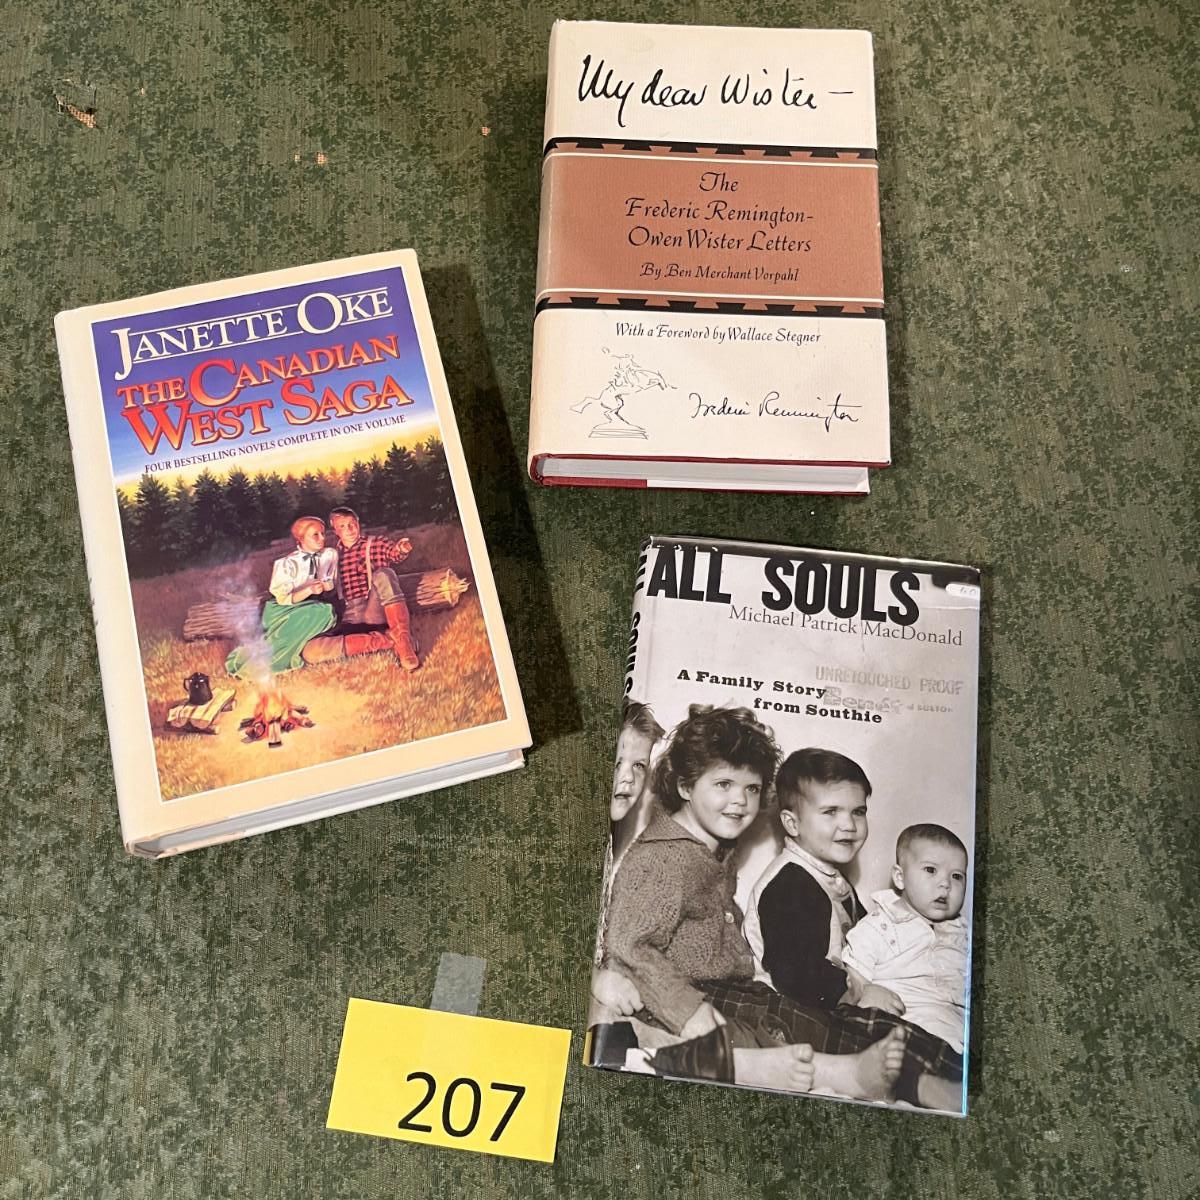 My dear Wister —
The
Frederic Remington-
Owen Wister Letters
By Ben Merchant Vorpahl
With a Foreword by Wallace Stegner
Frederic Remington
JANETTE OKE
THE CANADIAN
WEST SAGA
FOUR BESTSELLING NOVELS COMPLETE IN ONE VOLUME
ALL SOULS
Michael Patrick MacDonald
A Family Story
from Southie
UNRETOUCHED PROOF
BOSTON
207